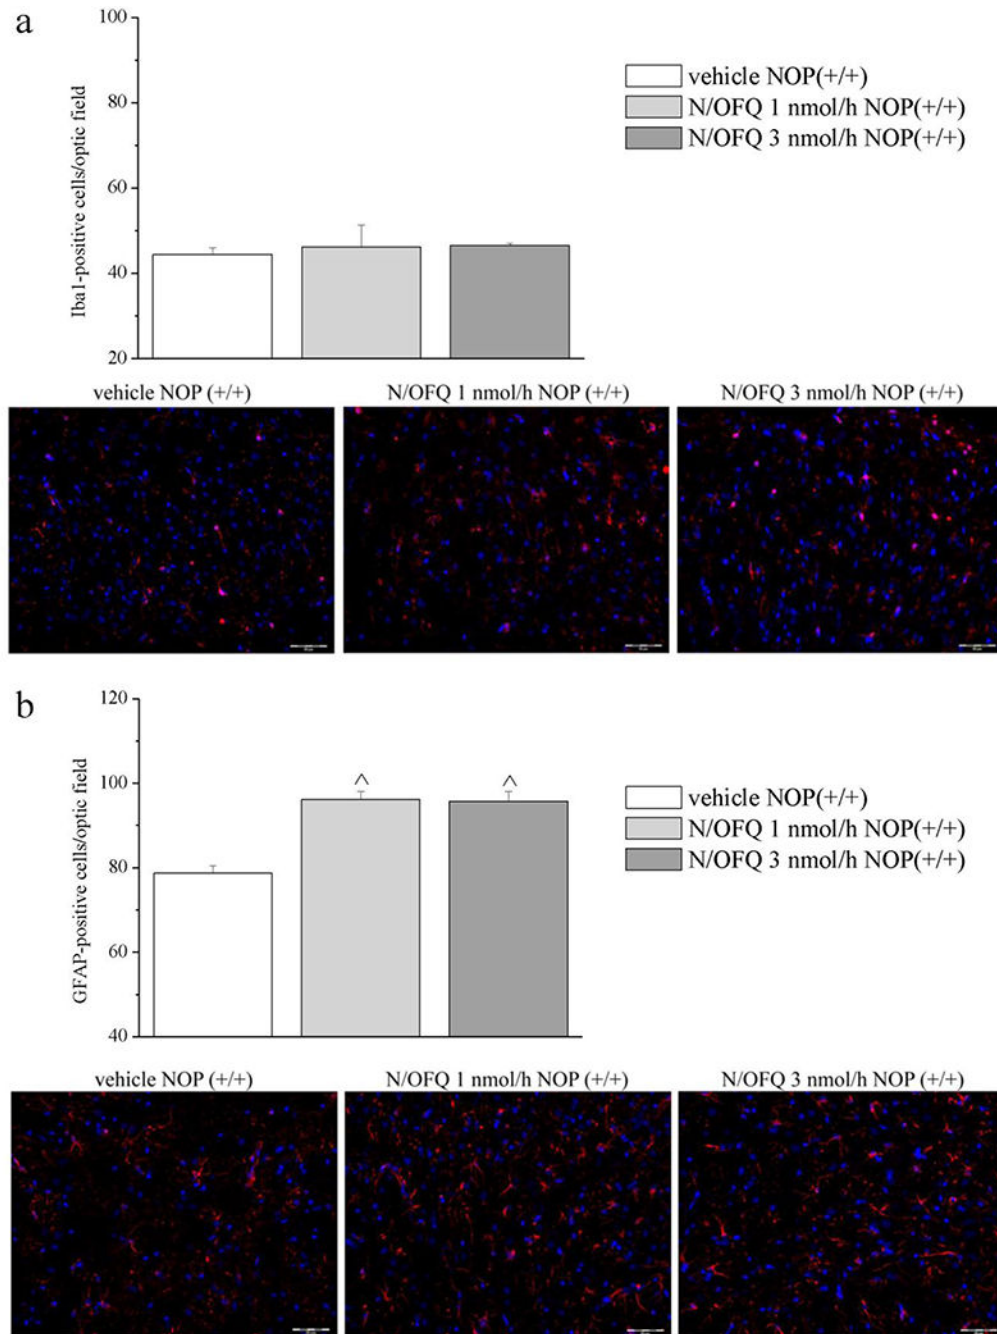 a
100
80
60
40
20
Iba1-positive cells/optic field
vehicle NOP(+/+)
N/OFQ 1 nmol/h NOP(+/+)
N/OFQ 3 nmol/h NOP(+/+)
vehicle NOP (+/+)
N/OFQ 1 nmol/h NOP (+/+)
N/OFQ 3 nmol/h NOP (+/+)
b
120
100
80
60
40
GFAP-positive cells/optic field
^
^
vehicle NOP(+/+)
N/OFQ 1 nmol/h NOP(+/+)
N/OFQ 3 nmol/h NOP(+/+)
vehicle NOP (+/+)
N/OFQ 1 nmol/h NOP (+/+)
N/OFQ 3 nmol/h NOP (+/+)